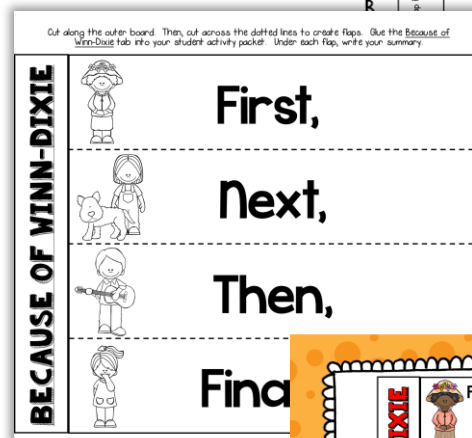 R
Cut along the outer board. Then, cut across the dotted lines to create flaps. Glue the Because of
Winn-Dixie tab into your student activity packet. Under each flap, write your summary.
BECAUSE OF WINN-DIXIE
First,
Next,
Then,
Fina
IXIE
F